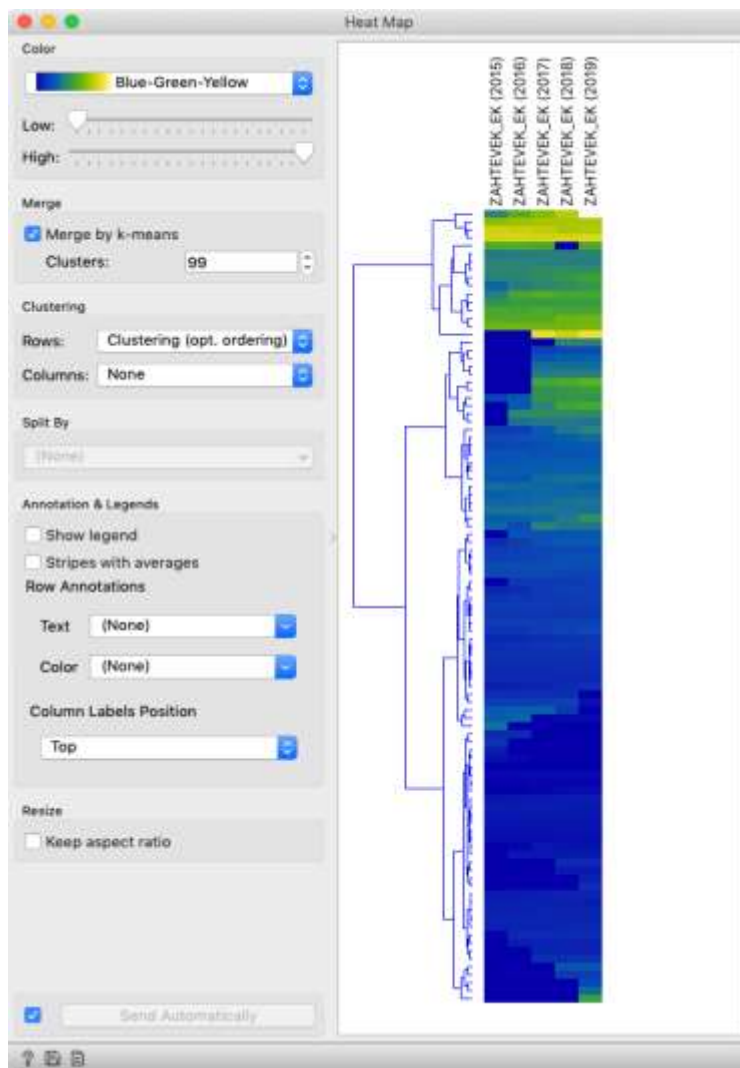 Heat Map
Color
Blue-Green-Yellow
Low:
High:
Merge
Merge by k-means
Clusters: 99
Clustering
Rows: Clustering (opt. ordering)
Columns: None
Split By
(None)
Annotation & Legends
Show legend
Stripes with averages
Row Annotations
Text (None)
Color (None)
Column Labels Position
Top
Resize
Keep aspect ratio
Send Automatically
ZAHTEVEK_EK (2015)
ZAHTEVEK_EK (2016)
ZAHTEVEK_EK (2017)
ZAHTEVEK_EK (2018)
ZAHTEVEK_EK (2019)